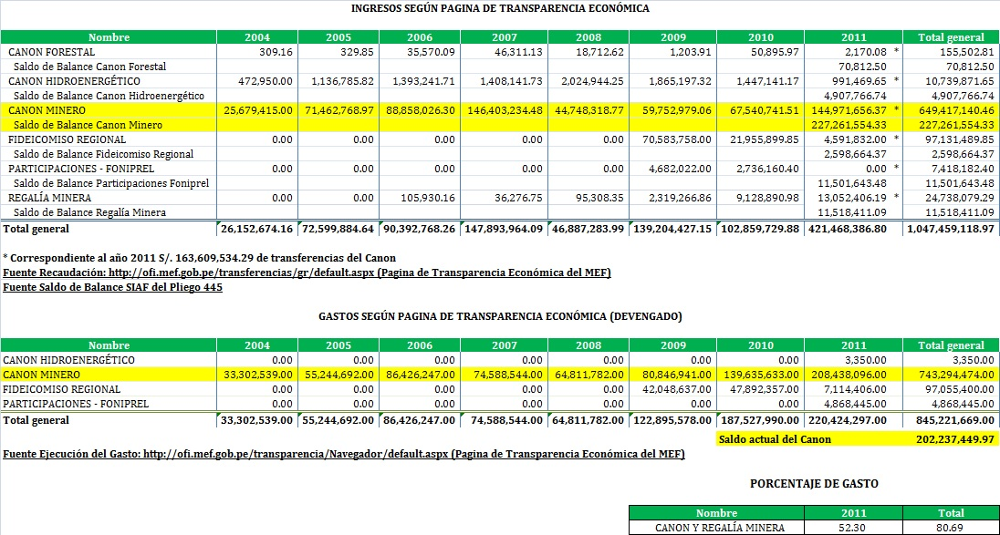 INGRESOS SEGÚN PAGINA DE TRANSPARENCIA ECONÓMICA
Nombre 2004 2005 2006 2007 2008 2009 2010 2011 Total general
CANON FORESTAL 309.16 329.85 35,570.09 46,311.13 18,712.62 1,203.91 50,895.97 2,170.08 * 155,502.81
Saldo de Balance Canon Forestal 70,812.50 70,812.50
CANON HIDROENERGÉTICO 472,950.00 1,136,785.82 1,393,241.71 1,408,141.73 2,024,944.25 1,865,197.32 1,447,141.17 991,469.65 * 10,739,871.65
Saldo de Balance Canon Hidroenergético 4,907,766.74 4,907,766.74
CANON MINERO 25,679,415.00 71,462,768.97 88,858,026.30 146,403,234.48 44,748,318.77 59,752,979.06 67,540,741.51 144,971,656.37 * 649,417,140.46
Saldo de Balance Canon Minero 227,261,554.33 227,261,554.33
FIDEICOMISO REGIONAL 0.00 0.00 0.00 0.00 0.00 70,583,758.00 21,955,899.85 4,591,832.00 * 97,131,489.85
Saldo de Balance Fideicomiso Regional 2,598,664.37 2,598,664.37
PARTICIPACIONES - FONIPREL 0.00 0.00 0.00 0.00 0.00 4,682,022.00 2,736,160.40 0.00 * 7,418,182.40
Saldo de Balance Participaciones Foniprel 11,501,643.48 11,501,643.48
REGALÍA MINERA 0.00 0.00 105,930.16 36,276.75 95,308.35 2,319,266.86 9,128,890.98 13,052,406.19 * 24,738,079.29
Saldo de Balance Regalía Minera 11,518,411.09 11,518,411.09
Total general 26,152,674.16 72,599,884.64 90,392,768.26 147,893,964.09 46,887,283.99 139,204,427.15 102,859,729.88 421,468,386.80 1,047,459,118.97
* Correspondiente al año 2011 S/. 163,609,534.29 de transferencias del Canon
Fuente Recaudación: http://ofi.mef.gob.pe/transferencias/gr/default.aspx (Pagina de Transparencia Económica del MEF)
Fuente Saldo de Balance SIAF del Pliego 445
GASTOS SEGÚN PAGINA DE TRANSPARENCIA ECONÓMICA (DEVENGADO)
Nombre 2004 2005 2006 2007 2008 2009 2010 2011 Total general
CANON HIDROENERGÉTICO 0.00 0.00 0.00 0.00 0.00 0.00 0.00 3,350.00 3,350.00
CANON MINERO 33,302,539.00 55,244,692.00 86,426,247.00 74,588,544.00 64,811,782.00 80,846,941.00 139,635,633.00 208,438,096.00 743,294,474.00
FIDEICOMISO REGIONAL 0.00 0.00 0.00 0.00 0.00 42,048,637.00 47,892,357.00 7,114,406.00 97,055,400.00
PARTICIPACIONES - FONIPREL 0.00 0.00 0.00 0.00 0.00 0.00 0.00 4,868,445.00 4,868,445.00
Total general 33,302,539.00 55,244,692.00 86,426,247.00 74,588,544.00 64,811,782.00 122,895,578.00 187,527,990.00 220,424,297.00 845,221,669.00
Saldo actual del Canon 202,237,449.97
Fuente Ejecución del Gasto: http://ofi.mef.gob.pe/transparencia/Navegador/default.aspx (Pagina de Transparencia Económica del MEF)
PORCENTAJE DE GASTO
Nombre 2011 Total
CANON Y REGALÍA MINERA 52.30 80.69